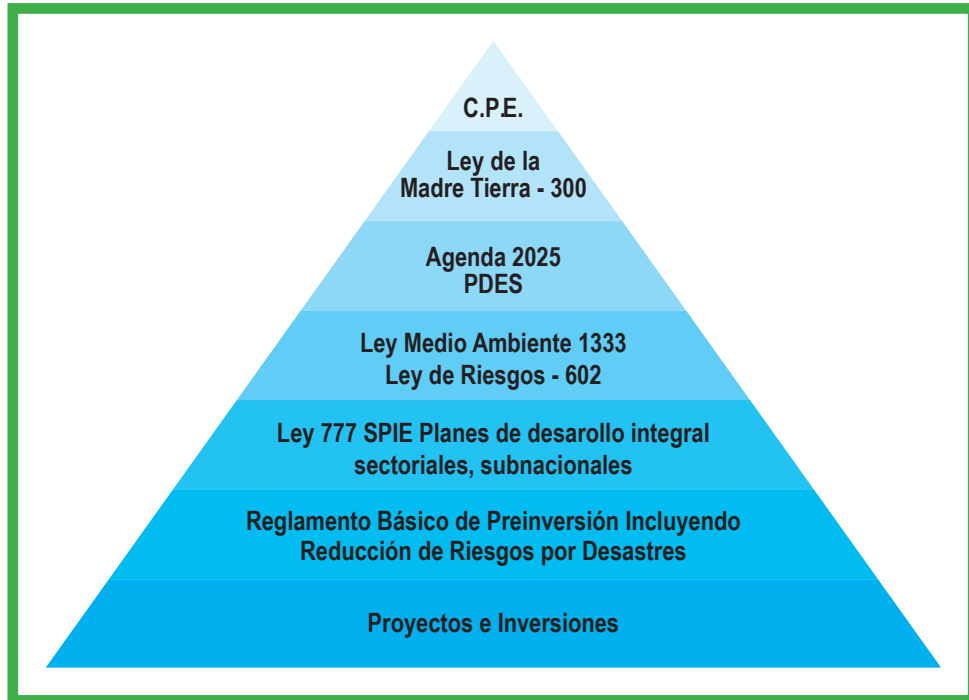 C.P.E.
Ley de la
Madre Tierra - 300
Agenda 2025
PDES
Ley Medio Ambiente 1333
Ley de Riesgos - 602
Ley 777 SPIE Planes de desarollo integral
sectoriales, subnacionales
Reglamento Básico de Preinversión Incluyendo
Reducción de Riesgos por Desastres
Proyectos e Inversiones